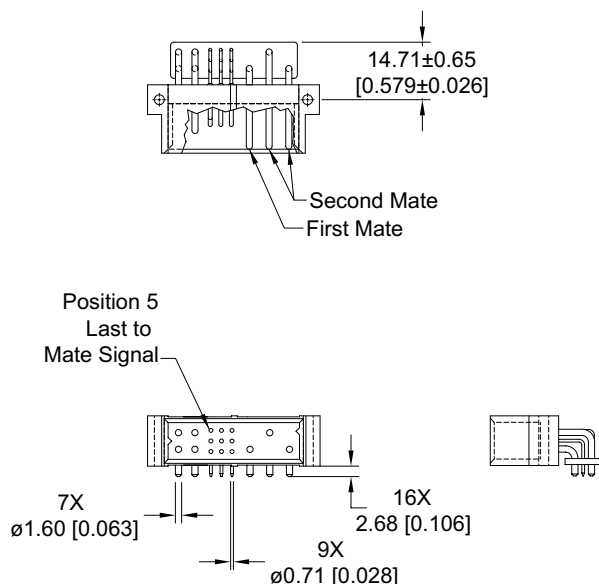 14.71±0.65
[0.579±0.026]
Second Mate
First Mate
Position 5
Last to
Mate Signal
7X
ø1.60 [0.063]
16X
2.68 [0.106]
9X
ø0.71 [0.028]